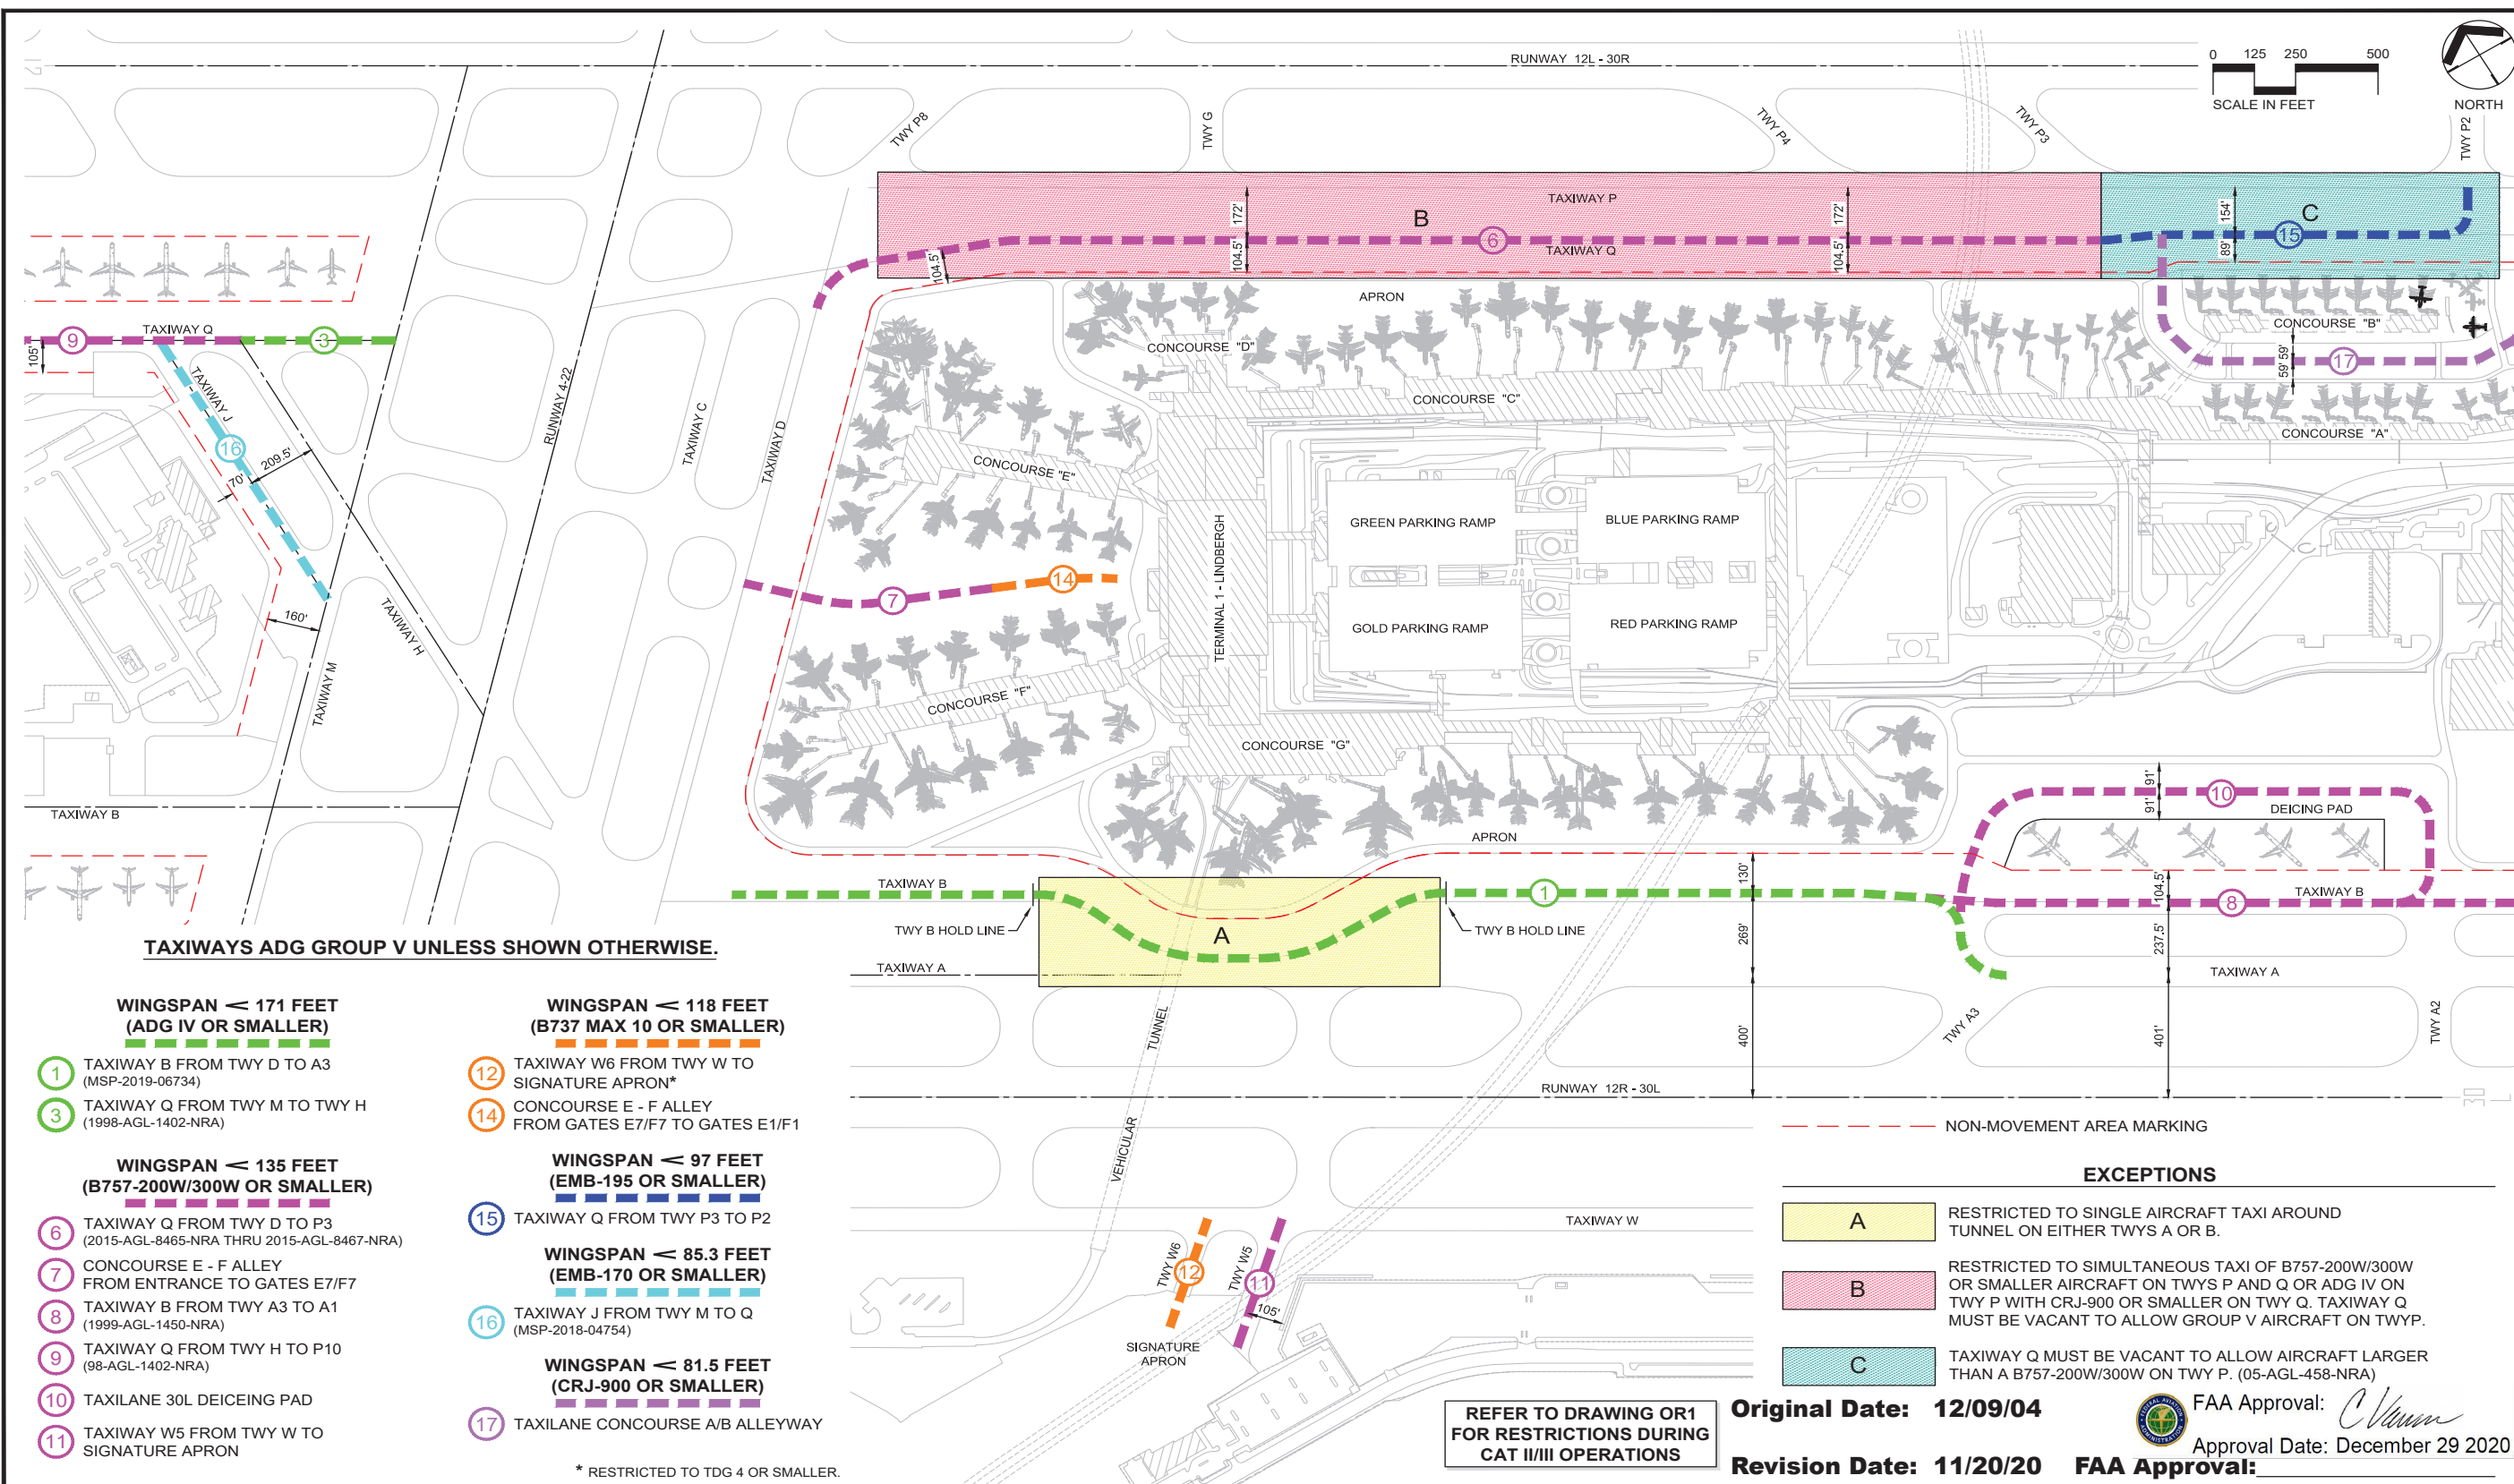 RUNWAY 12L - 30R
0 125 250 500
SCALE IN FEET
NORTH
TWY P8
TWY G
TWY P4
TWY P3
TWY P2
TAXIWAY P
172'
172'
B
154'
C
6
15
TAXIWAY Q
104.5'
104.5'
104.5'
89'
APRON
CONCOURSE "B"
CONCOURSE "D"
59' 59'
17
CONCOURSE "C"
CONCOURSE "A"
TAXIWAY Q
9
3
105'
TAXIWAY J
16
209.5'
70'
160'
RUNWAY 4-22
TAXIWAY C
TAXIWAY D
TAXIWAY H
TAXIWAY M
CONCOURSE "E"
TERMINAL 1 - LINDBERGH
GREEN PARKING RAMP
BLUE PARKING RAMP
GOLD PARKING RAMP
RED PARKING RAMP
14
7
CONCOURSE "F"
CONCOURSE "G"
91'
91'
10
DEICING PAD
TAXIWAY B
APRON
TAXIWAY B
130'
1
104.5'
TAXIWAY B
8
TWY B HOLD LINE
A
TWY B HOLD LINE
269'
237.5'
TAXIWAY A
TAXIWAY A
400'
401'
TWY A3
TWY A2
VEHICULAR TUNNEL
RUNWAY 12R - 30L
TAXIWAY W
TWY W6
12
TWY W5
11
105'
SIGNATURE
APRON
TAXIWAYS ADG GROUP V UNLESS SHOWN OTHERWISE.
WINGSPAN < 171 FEET
(ADG IV OR SMALLER)
1 TAXIWAY B FROM TWY D TO A3
(MSP-2019-06734)
3 TAXIWAY Q FROM TWY M TO TWY H
(1998-AGL-1402-NRA)
WINGSPAN < 135 FEET
(B757-200W/300W OR SMALLER)
6 TAXIWAY Q FROM TWY D TO P3
(2015-AGL-8465-NRA THRU 2015-AGL-8467-NRA)
7 CONCOURSE E - F ALLEY
FROM ENTRANCE TO GATES E7/F7
8 TAXIWAY B FROM TWY A3 TO A1
(1999-AGL-1450-NRA)
9 TAXIWAY Q FROM TWY H TO P10
(98-AGL-1402-NRA)
10 TAXILANE 30L DEICEING PAD
11 TAXIWAY W5 FROM TWY W TO
SIGNATURE APRON
WINGSPAN < 118 FEET
(B737 MAX 10 OR SMALLER)
12 TAXIWAY W6 FROM TWY W TO
SIGNATURE APRON*
14 CONCOURSE E - F ALLEY
FROM GATES E7/F7 TO GATES E1/F1
WINGSPAN < 97 FEET
(EMB-195 OR SMALLER)
15 TAXIWAY Q FROM TWY P3 TO P2
WINGSPAN < 85.3 FEET
(EMB-170 OR SMALLER)
16 TAXIWAY J FROM TWY M TO Q
(MSP-2018-04754)
WINGSPAN < 81.5 FEET
(CRJ-900 OR SMALLER)
17 TAXILANE CONCOURSE A/B ALLEYWAY
* RESTRICTED TO TDG 4 OR SMALLER.
NON-MOVEMENT AREA MARKING
EXCEPTIONS
A RESTRICTED TO SINGLE AIRCRAFT TAXI AROUND
TUNNEL ON EITHER TWYS A OR B.
B RESTRICTED TO SIMULTANEOUS TAXI OF B757-200W/300W
OR SMALLER AIRCRAFT ON TWYS P AND Q OR ADG IV ON
TWY P WITH CRJ-900 OR SMALLER ON TWY Q. TAXIWAY Q
MUST BE VACANT TO ALLOW GROUP V AIRCRAFT ON TWYP.
C TAXIWAY Q MUST BE VACANT TO ALLOW AIRCRAFT LARGER
THAN A B757-200W/300W ON TWY P. (05-AGL-458-NRA)
REFER TO DRAWING OR1
FOR RESTRICTIONS DURING
CAT II/III OPERATIONS
Original Date: 12/09/04
Revision Date: 11/20/20
FAA Approval:
Approval Date: December 29 2020
FAA Approval: